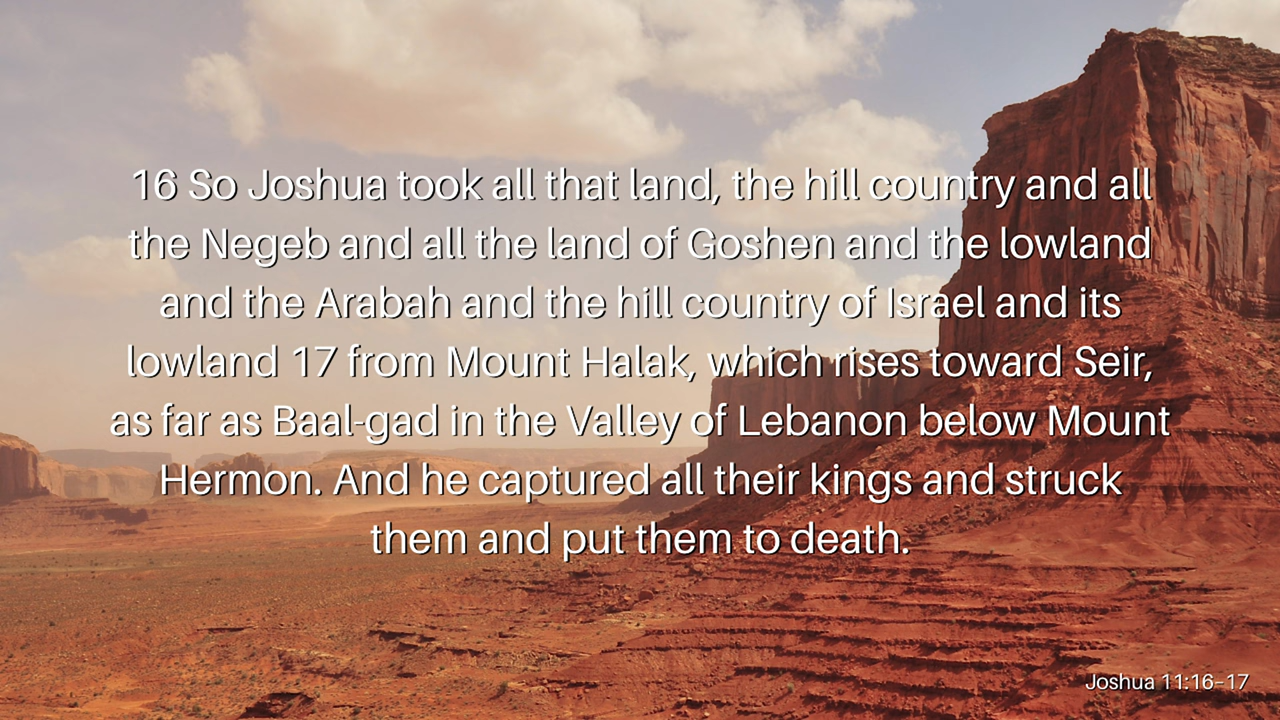 16 So Joshua took all that land, the hill country and all
the Negeb and all the land of Goshen and the lowland
and the Arabah and the hill country of Israel and its
lowland 17 from Mount Halak, which rises toward Seir,
as far as Baal-gad in the Valley of Lebanon below Mount
Hermon. And he captured all their kings and struck
them and put them to death.
Joshua 11:16–17